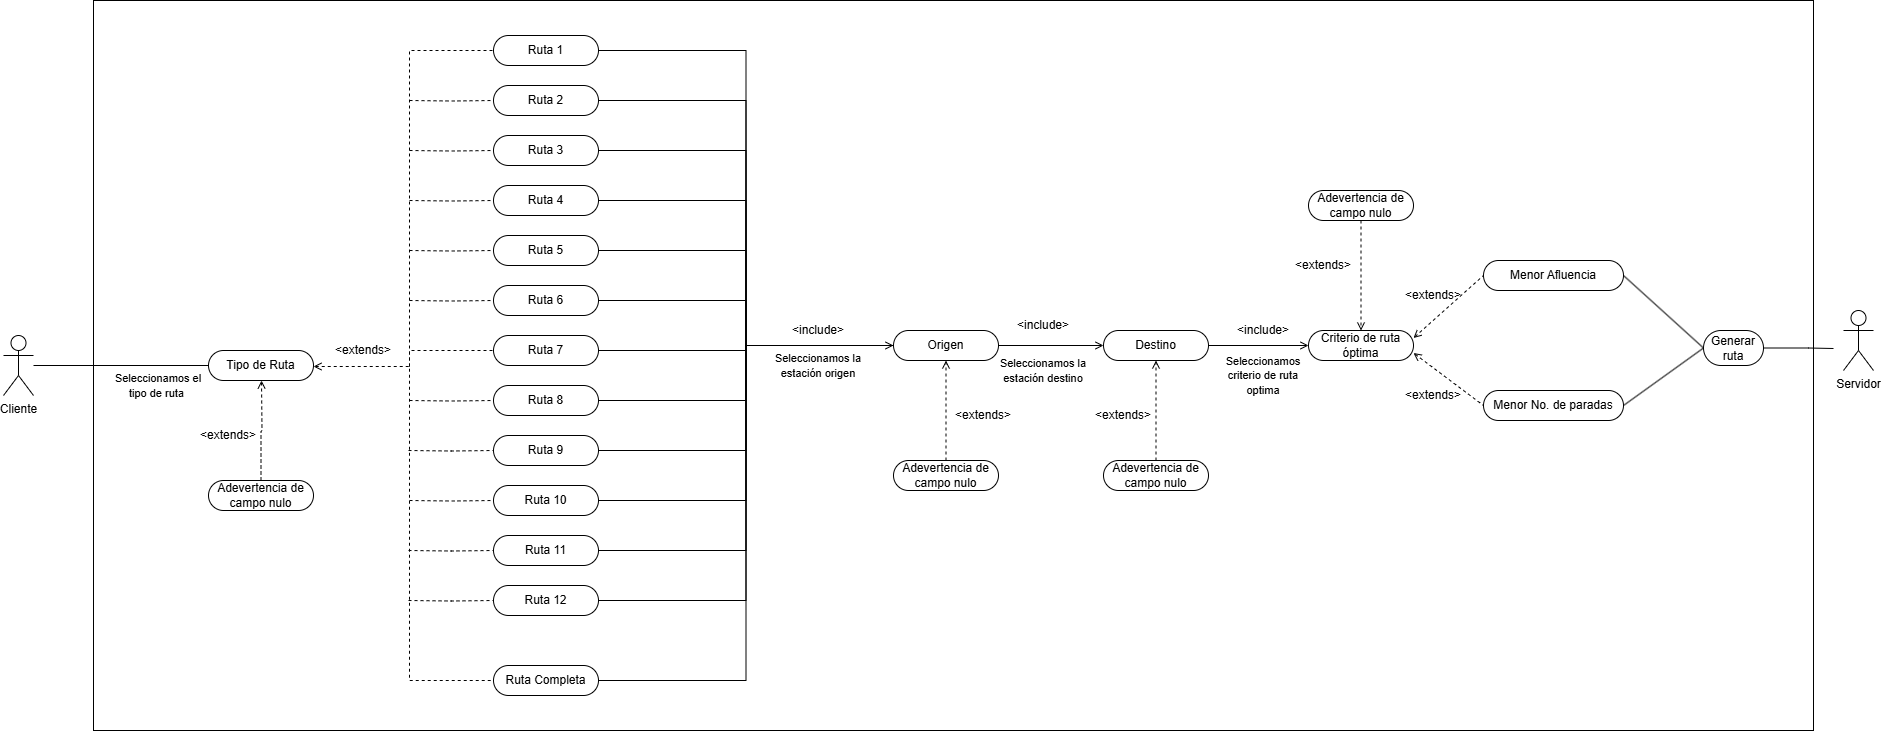 Cliente
Seleccionamos el
tipo de ruta
Tipo de Ruta
<extends>
Adevertencia de
campo nulo
<extends>
Ruta 1
Ruta 2
Ruta 3
Ruta 4
Ruta 5
Ruta 6
Ruta 7
Ruta 8
Ruta 9
Ruta 10
Ruta 11
Ruta 12
Ruta Completa
<include>
Seleccionamos la
estación origen
Origen
<extends>
Adevertencia de
campo nulo
<include>
Seleccionamos la
estación destino
Destino
<extends>
Adevertencia de
campo nulo
<include>
Seleccionamos
criterio de ruta
optima
Adevertencia de
campo nulo
<extends>
Criterio de ruta
óptima
<extends>
Menor Afluencia
<extends>
Menor No. de paradas
Generar
ruta
Servidor